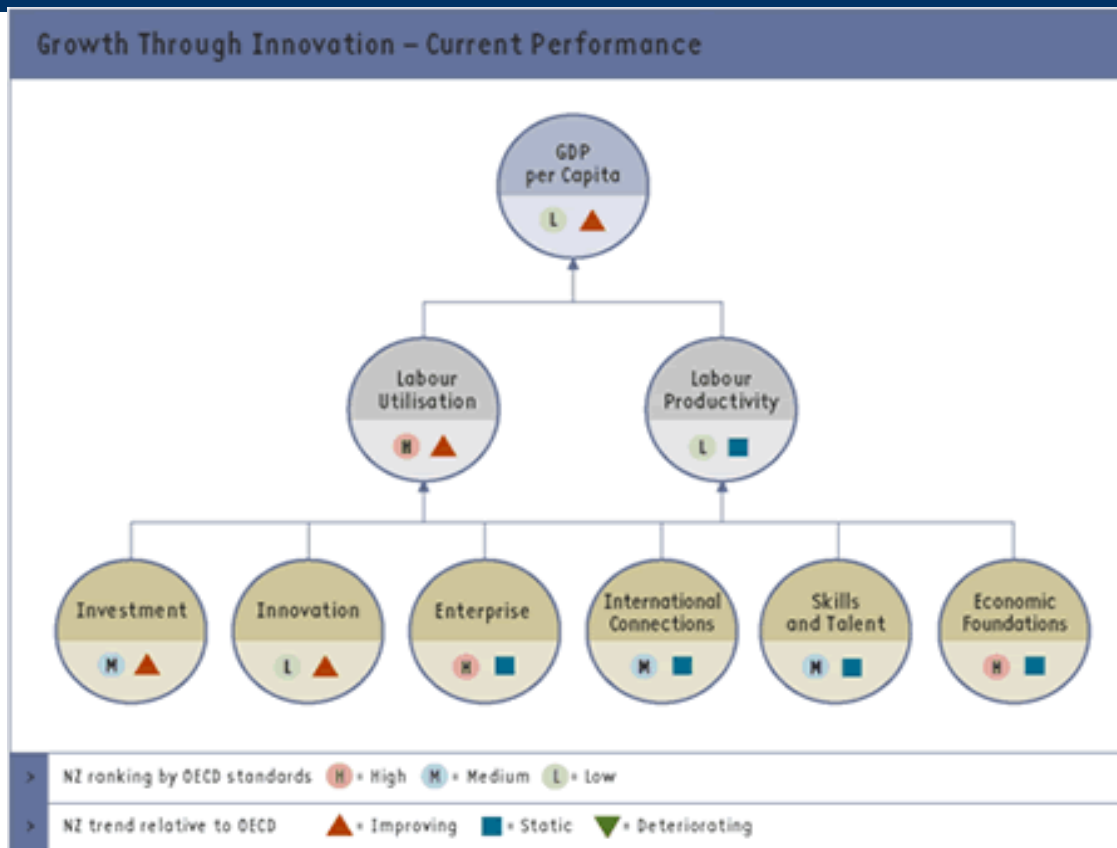 Growth Through Innovation – Current Performance
GDP
per Capita
L
Labour
Utilisation
H
Labour
Productivity
L
Investment
M
Innovation
L
Enterprise
H
International
Connections
M
Skills
and Talent
M
Economic
Foundations
H
> NZ ranking by OECD standards H = High M = Medium L = Low
> NZ trend relative to OECD = Improving = Static = Deteriorating